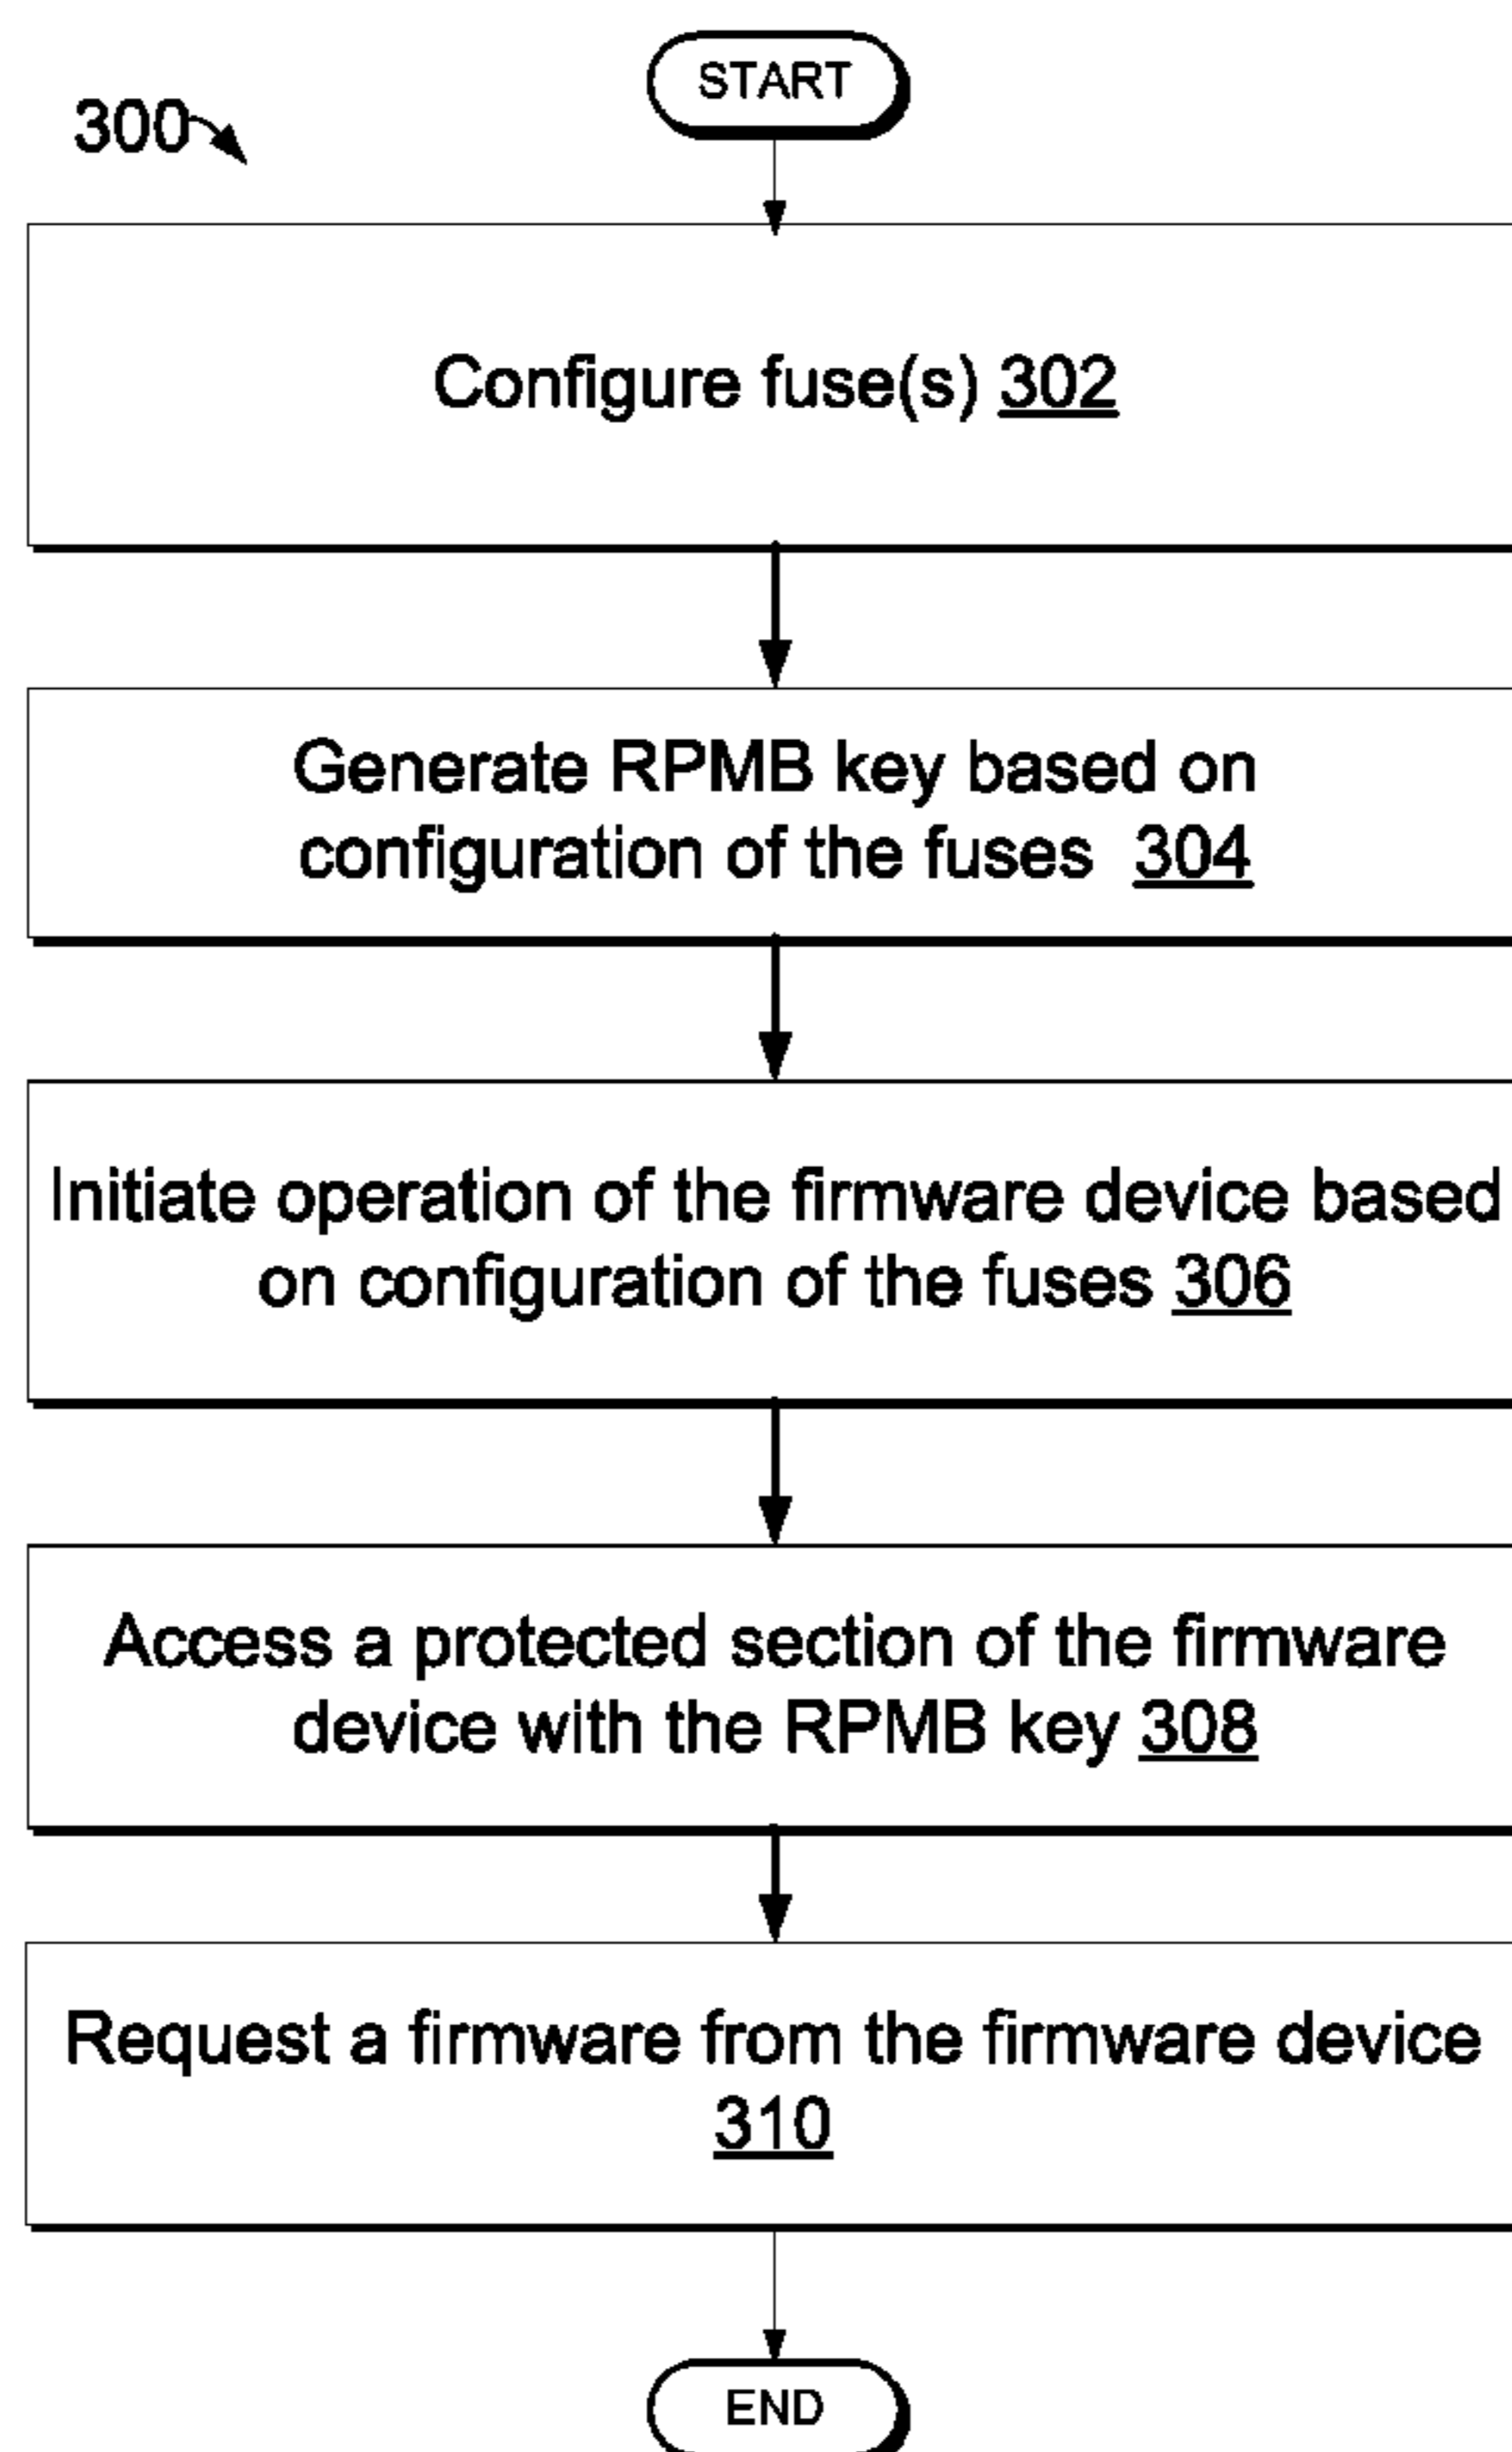 START
300
Configure fuse(s) 302
Generate RPMB key based on
configuration of the fuses 304
Initiate operation of the firmware device based
on configuration of the fuses 306
Access a protected section of the firmware
device with the RPMB key 308
Request a firmware from the firmware device
310
END